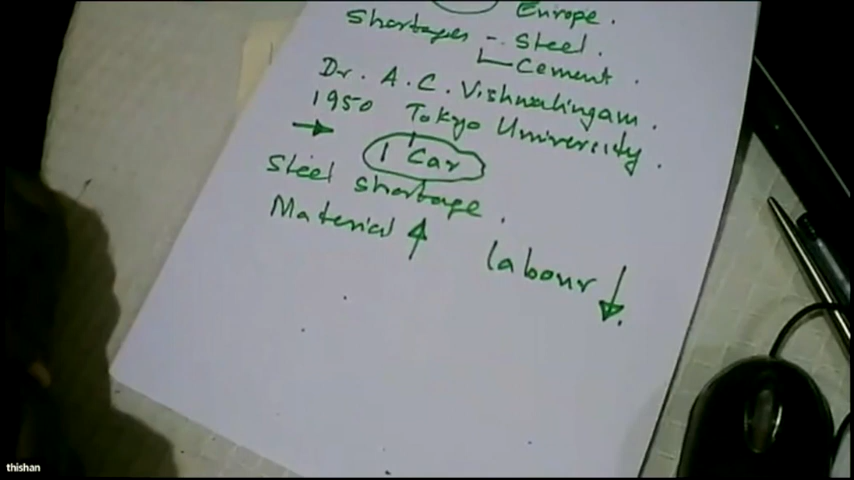 Europe.
Shortages - Steel.
Cement.
Dr. A. C. Vishnalingam.
1950 Tokyo University.
→ 1 Car
Steel shortage.
Material ↑ labour ↓.
thishan